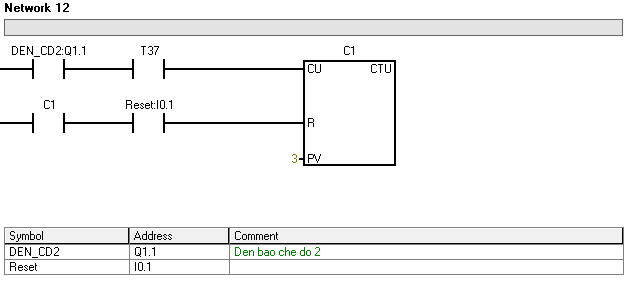 Network 12
DEN_CD2:Q1.1 T37 C1
CU CTU
C1 Reset:I0.1
R
3 PV
Symbol Address Comment
DEN_CD2 Q1.1 Den bao che do 2
Reset I0.1